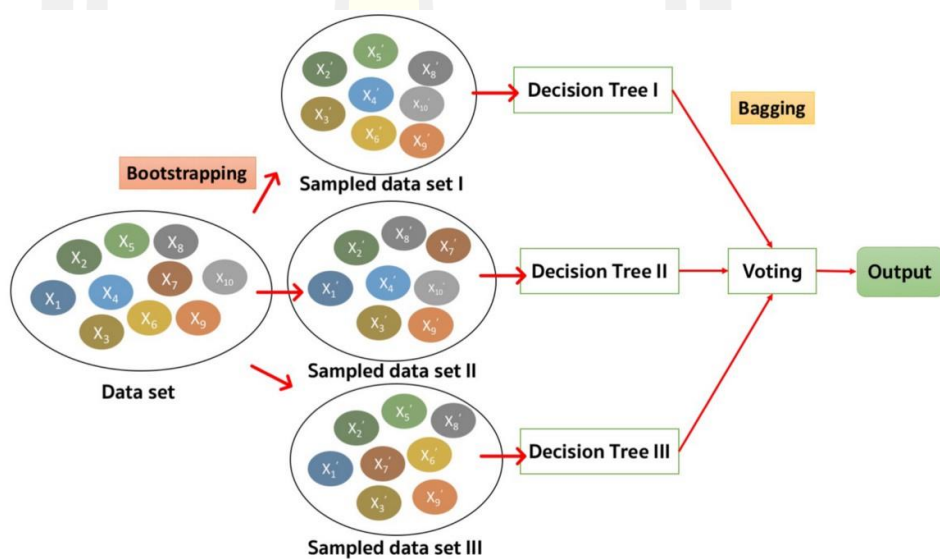 X5'
X2'
X8'
X4'
X10'
X3'
X6'
X9'
Decision Tree I
Bagging
Bootstrapping
Sampled data set I
X5
X8
X2
X7
X10
X1
X4
X6
X9
X3
Data set
X8'
X7'
X2'
X1'
X4'
X10'
X3'
X9'
Sampled data set II
Decision Tree II
Voting
Output
X5'
X8'
X2'
X6'
X1'
X7'
X3'
X9'
Sampled data set III
Decision Tree III